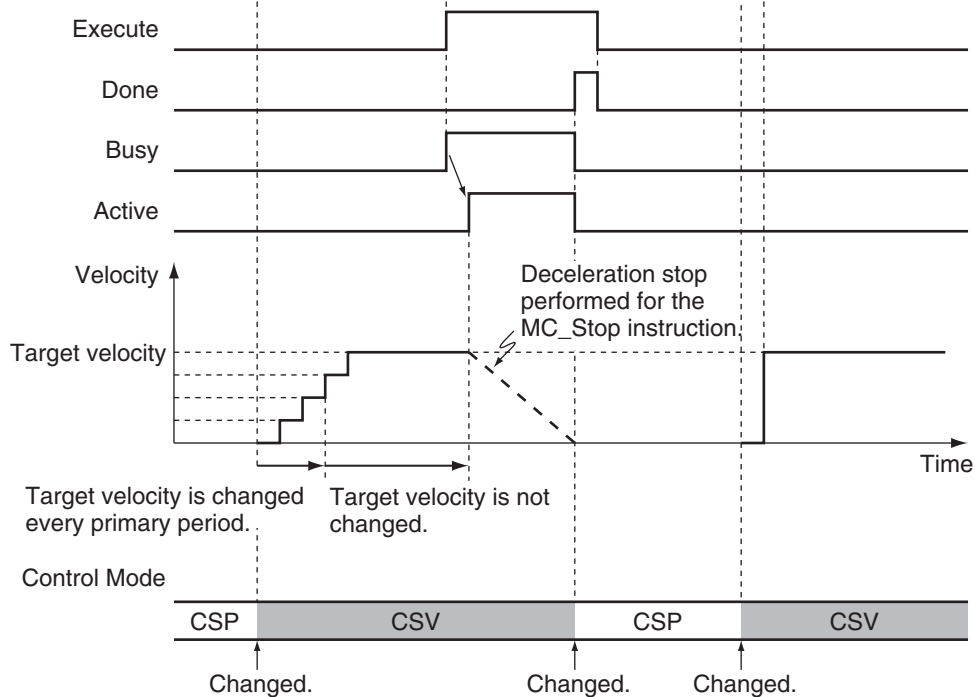 Execute
Done
Busy
Active
Velocity
Deceleration stop
performed for the
MC_Stop instruction.
Target velocity
Time
Target velocity is changed
every primary period.
Target velocity is not
changed.
Control Mode
CSP CSV CSP CSV
Changed. Changed. Changed.